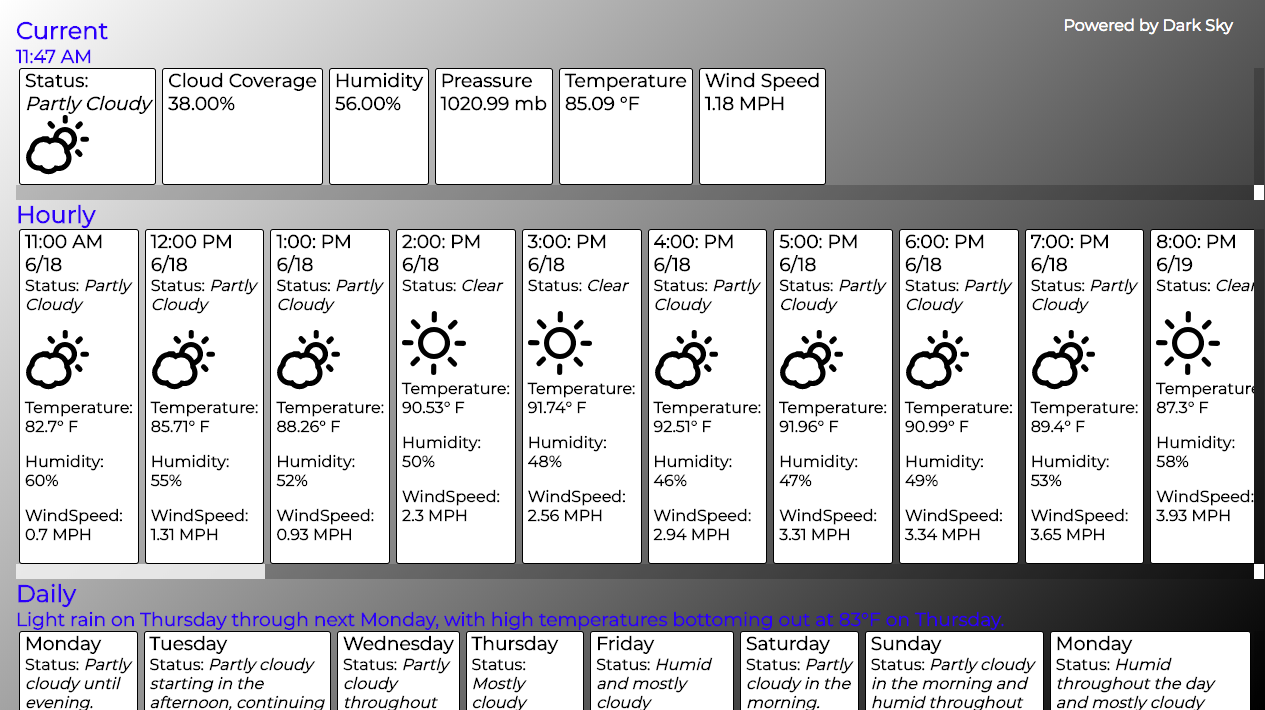 Current
Powered by Dark Sky
11:47 AM
Status:
Partly Cloudy
Cloud Coverage
38.00%
Humidity
56.00%
Preassure
1020.99 mb
Temperature
85.09 °F
Wind Speed
1.18 MPH
Hourly
11:00 AM
6/18
Status: Partly
Cloudy
Temperature:
82.7° F
Humidity:
60%
WindSpeed:
0.7 MPH
12:00 PM
6/18
Status: Partly
Cloudy
Temperature:
85.71° F
Humidity:
55%
WindSpeed:
1.31 MPH
1:00: PM
6/18
Status: Partly
Cloudy
Temperature:
88.26° F
Humidity:
52%
WindSpeed:
0.93 MPH
2:00: PM
6/18
Status: Clear
Temperature:
90.53° F
Humidity:
50%
WindSpeed:
2.3 MPH
3:00: PM
6/18
Status: Clear
Temperature:
91.74° F
Humidity:
48%
WindSpeed:
2.56 MPH
4:00: PM
6/18
Status: Partly
Cloudy
Temperature:
92.51° F
Humidity:
46%
WindSpeed:
2.94 MPH
5:00: PM
6/18
Status: Partly
Cloudy
Temperature:
91.96° F
Humidity:
47%
WindSpeed:
3.31 MPH
6:00: PM
6/18
Status: Partly
Cloudy
Temperature:
90.99° F
Humidity:
49%
WindSpeed:
3.34 MPH
7:00: PM
6/18
Status: Partly
Cloudy
Temperature:
89.4° F
Humidity:
53%
WindSpeed:
3.65 MPH
8:00: PM
6/19
Status: Clear
Temperature
87.3° F
Humidity:
58%
WindSpeed:
3.93 MPH
Daily
Light rain on Thursday through next Monday, with high temperatures bottoming out at 83°F on Thursday.
Monday
Status: Partly
cloudy until
evening.
Tuesday
Status: Partly cloudy
starting in the
afternoon, continuing
Wednesday
Status: Partly
cloudy
throughout
Thursday
Status:
Mostly
cloudy
Friday
Status: Humid
and mostly
cloudy
Saturday
Status: Partly
cloudy in the
morning.
Sunday
Status: Partly cloudy
in the morning and
humid throughout
Monday
Status: Humid
throughout the day
and mostly cloudy